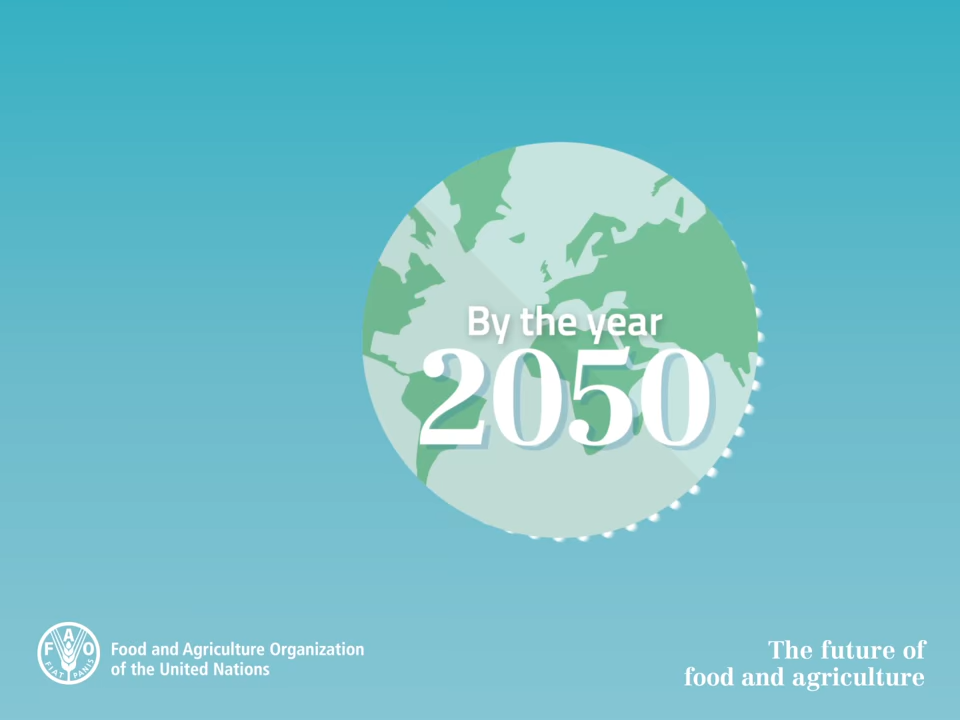 By the year
2050
F A O
FIAT PANIS
Food and Agriculture Organization
of the United Nations
The future of
food and agriculture